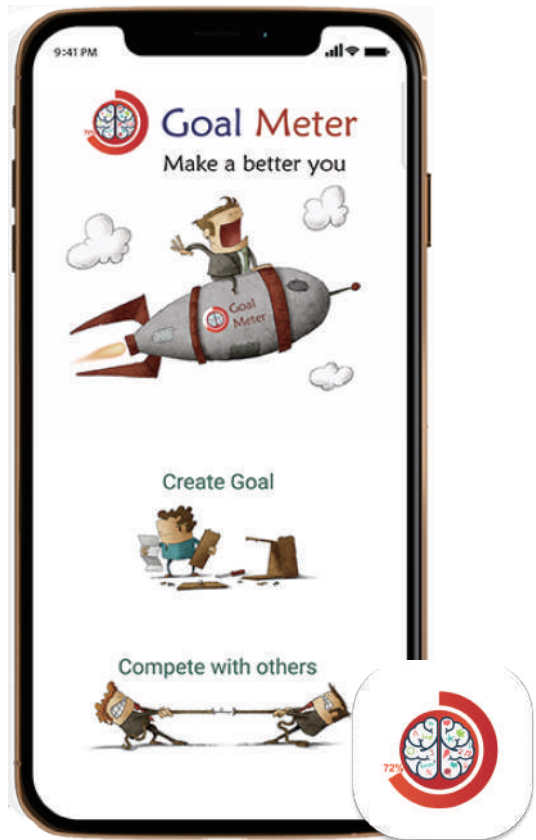 9:41 PM
Goal Meter
Make a better you
Goal
Meter
Create Goal
Compete with others
72%